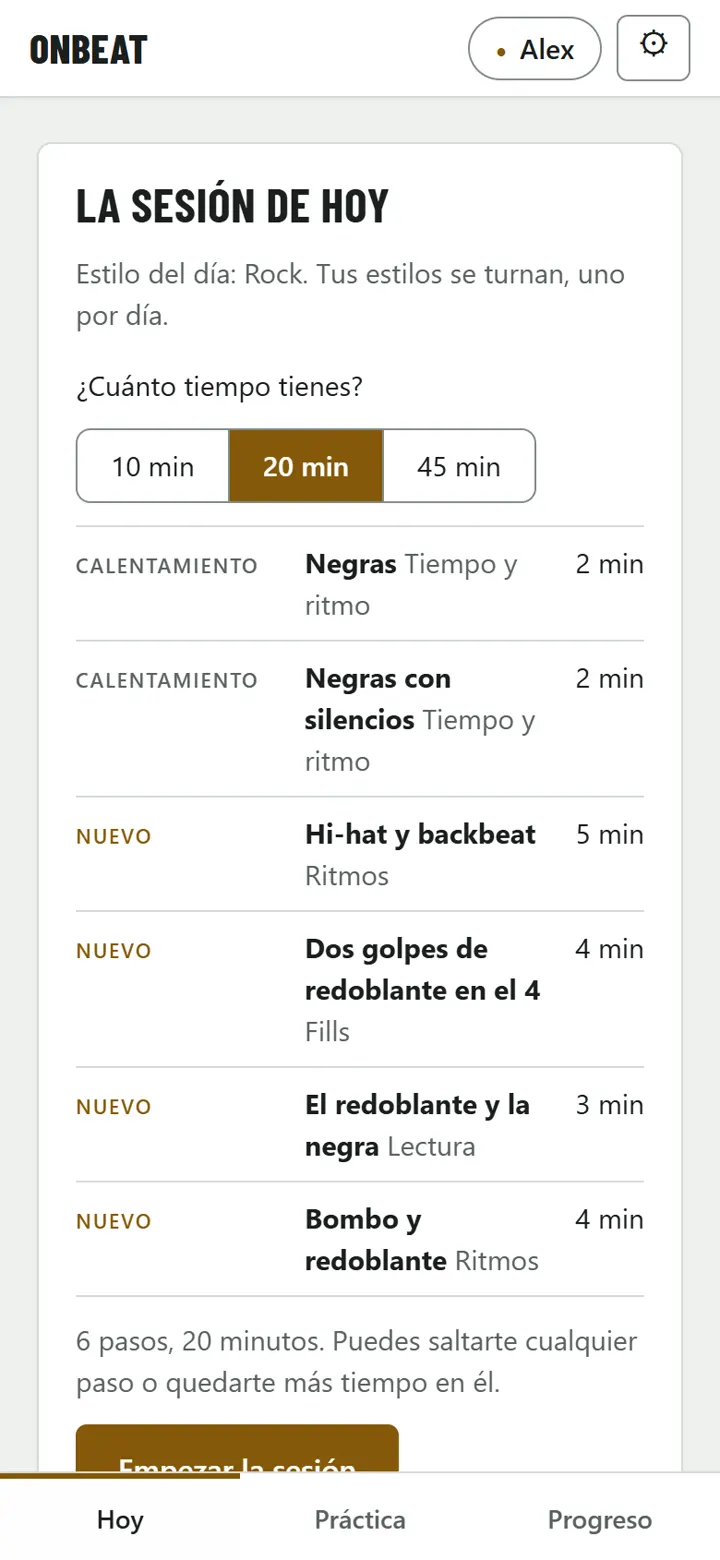 ONBEAT
Alex
LA SESIÓN DE HOY
Estilo del día: Rock. Tus estilos se turnan, uno
por día.
¿Cuánto tiempo tienes?
10 min 20 min 45 min
CALENTAMIENTO Negras Tiempo y 2 min
ritmo
CALENTAMIENTO Negras con 2 min
silencios Tiempo y
ritmo
NUEVO Hi-hat y backbeat 5 min
Ritmos
NUEVO Dos golpes de 4 min
redoblante en el 4
Fills
NUEVO El redoblante y la 3 min
negra Lectura
NUEVO Bombo y 4 min
redoblante Ritmos
6 pasos, 20 minutos. Puedes saltarte cualquier
paso o quedarte más tiempo en él.
Empezar la sesión
Hoy Práctica Progreso